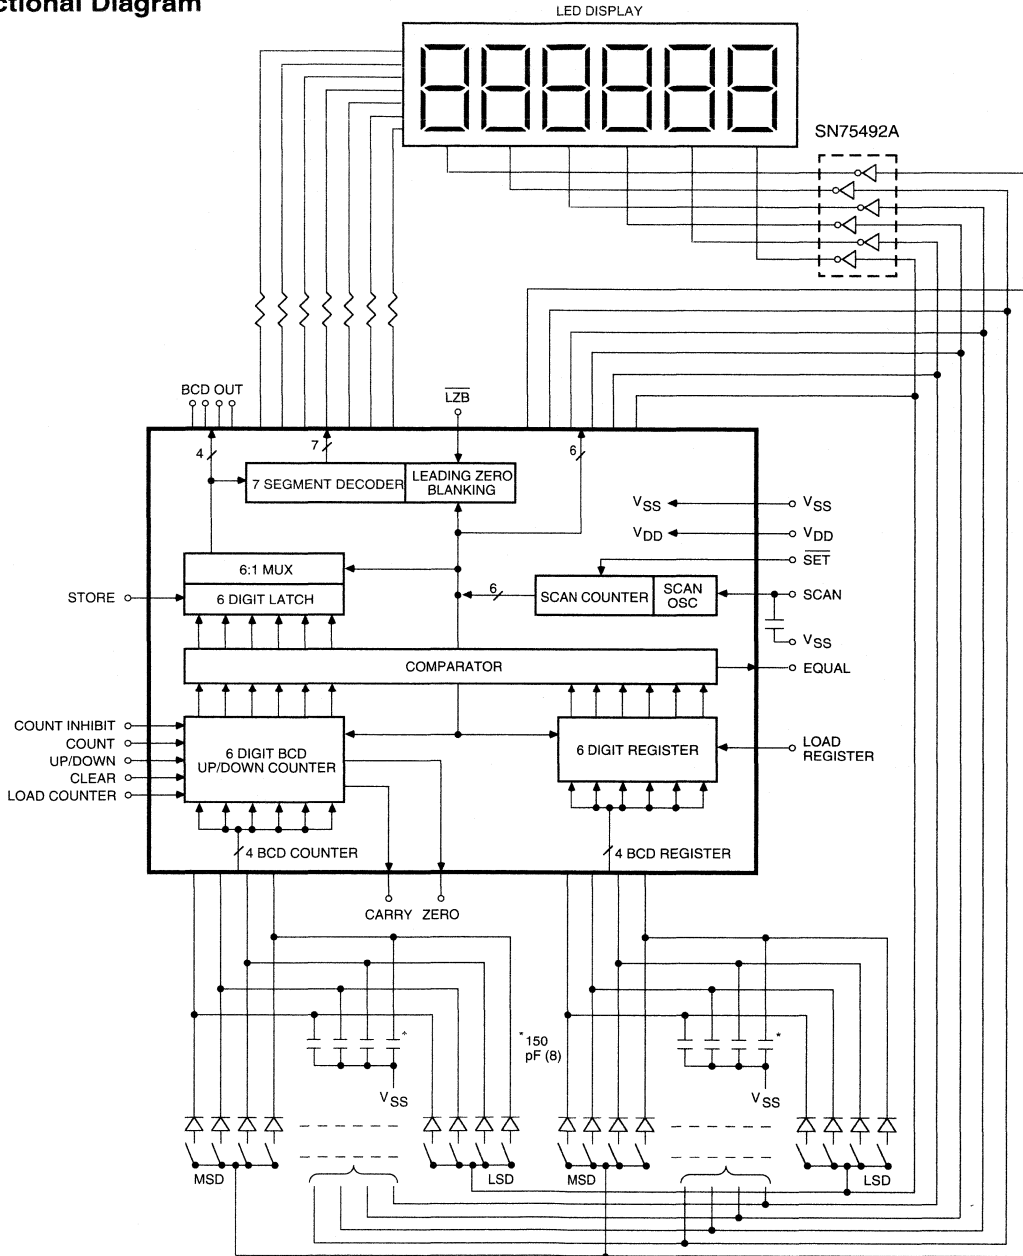 ctional Diagram
LED DISPLAY
SN75492A
BCD OUT
LZB
4
7
6
7 SEGMENT DECODER
LEADING ZERO
BLANKING
VSS
VSS
VDD
VDD
SET
6:1 MUX
6
SCAN COUNTER
SCAN
OSC
SCAN
STORE
6 DIGIT LATCH
VSS
COMPARATOR
EQUAL
COUNT INHIBIT
COUNT
UP/DOWN
CLEAR
LOAD COUNTER
6 DIGIT BCD
UP/DOWN COUNTER
6 DIGIT REGISTER
LOAD
REGISTER
4 BCD COUNTER
4 BCD REGISTER
CARRY
ZERO
*
*150
pF (8)
*
VSS
VSS
MSD
LSD
MSD
LSD